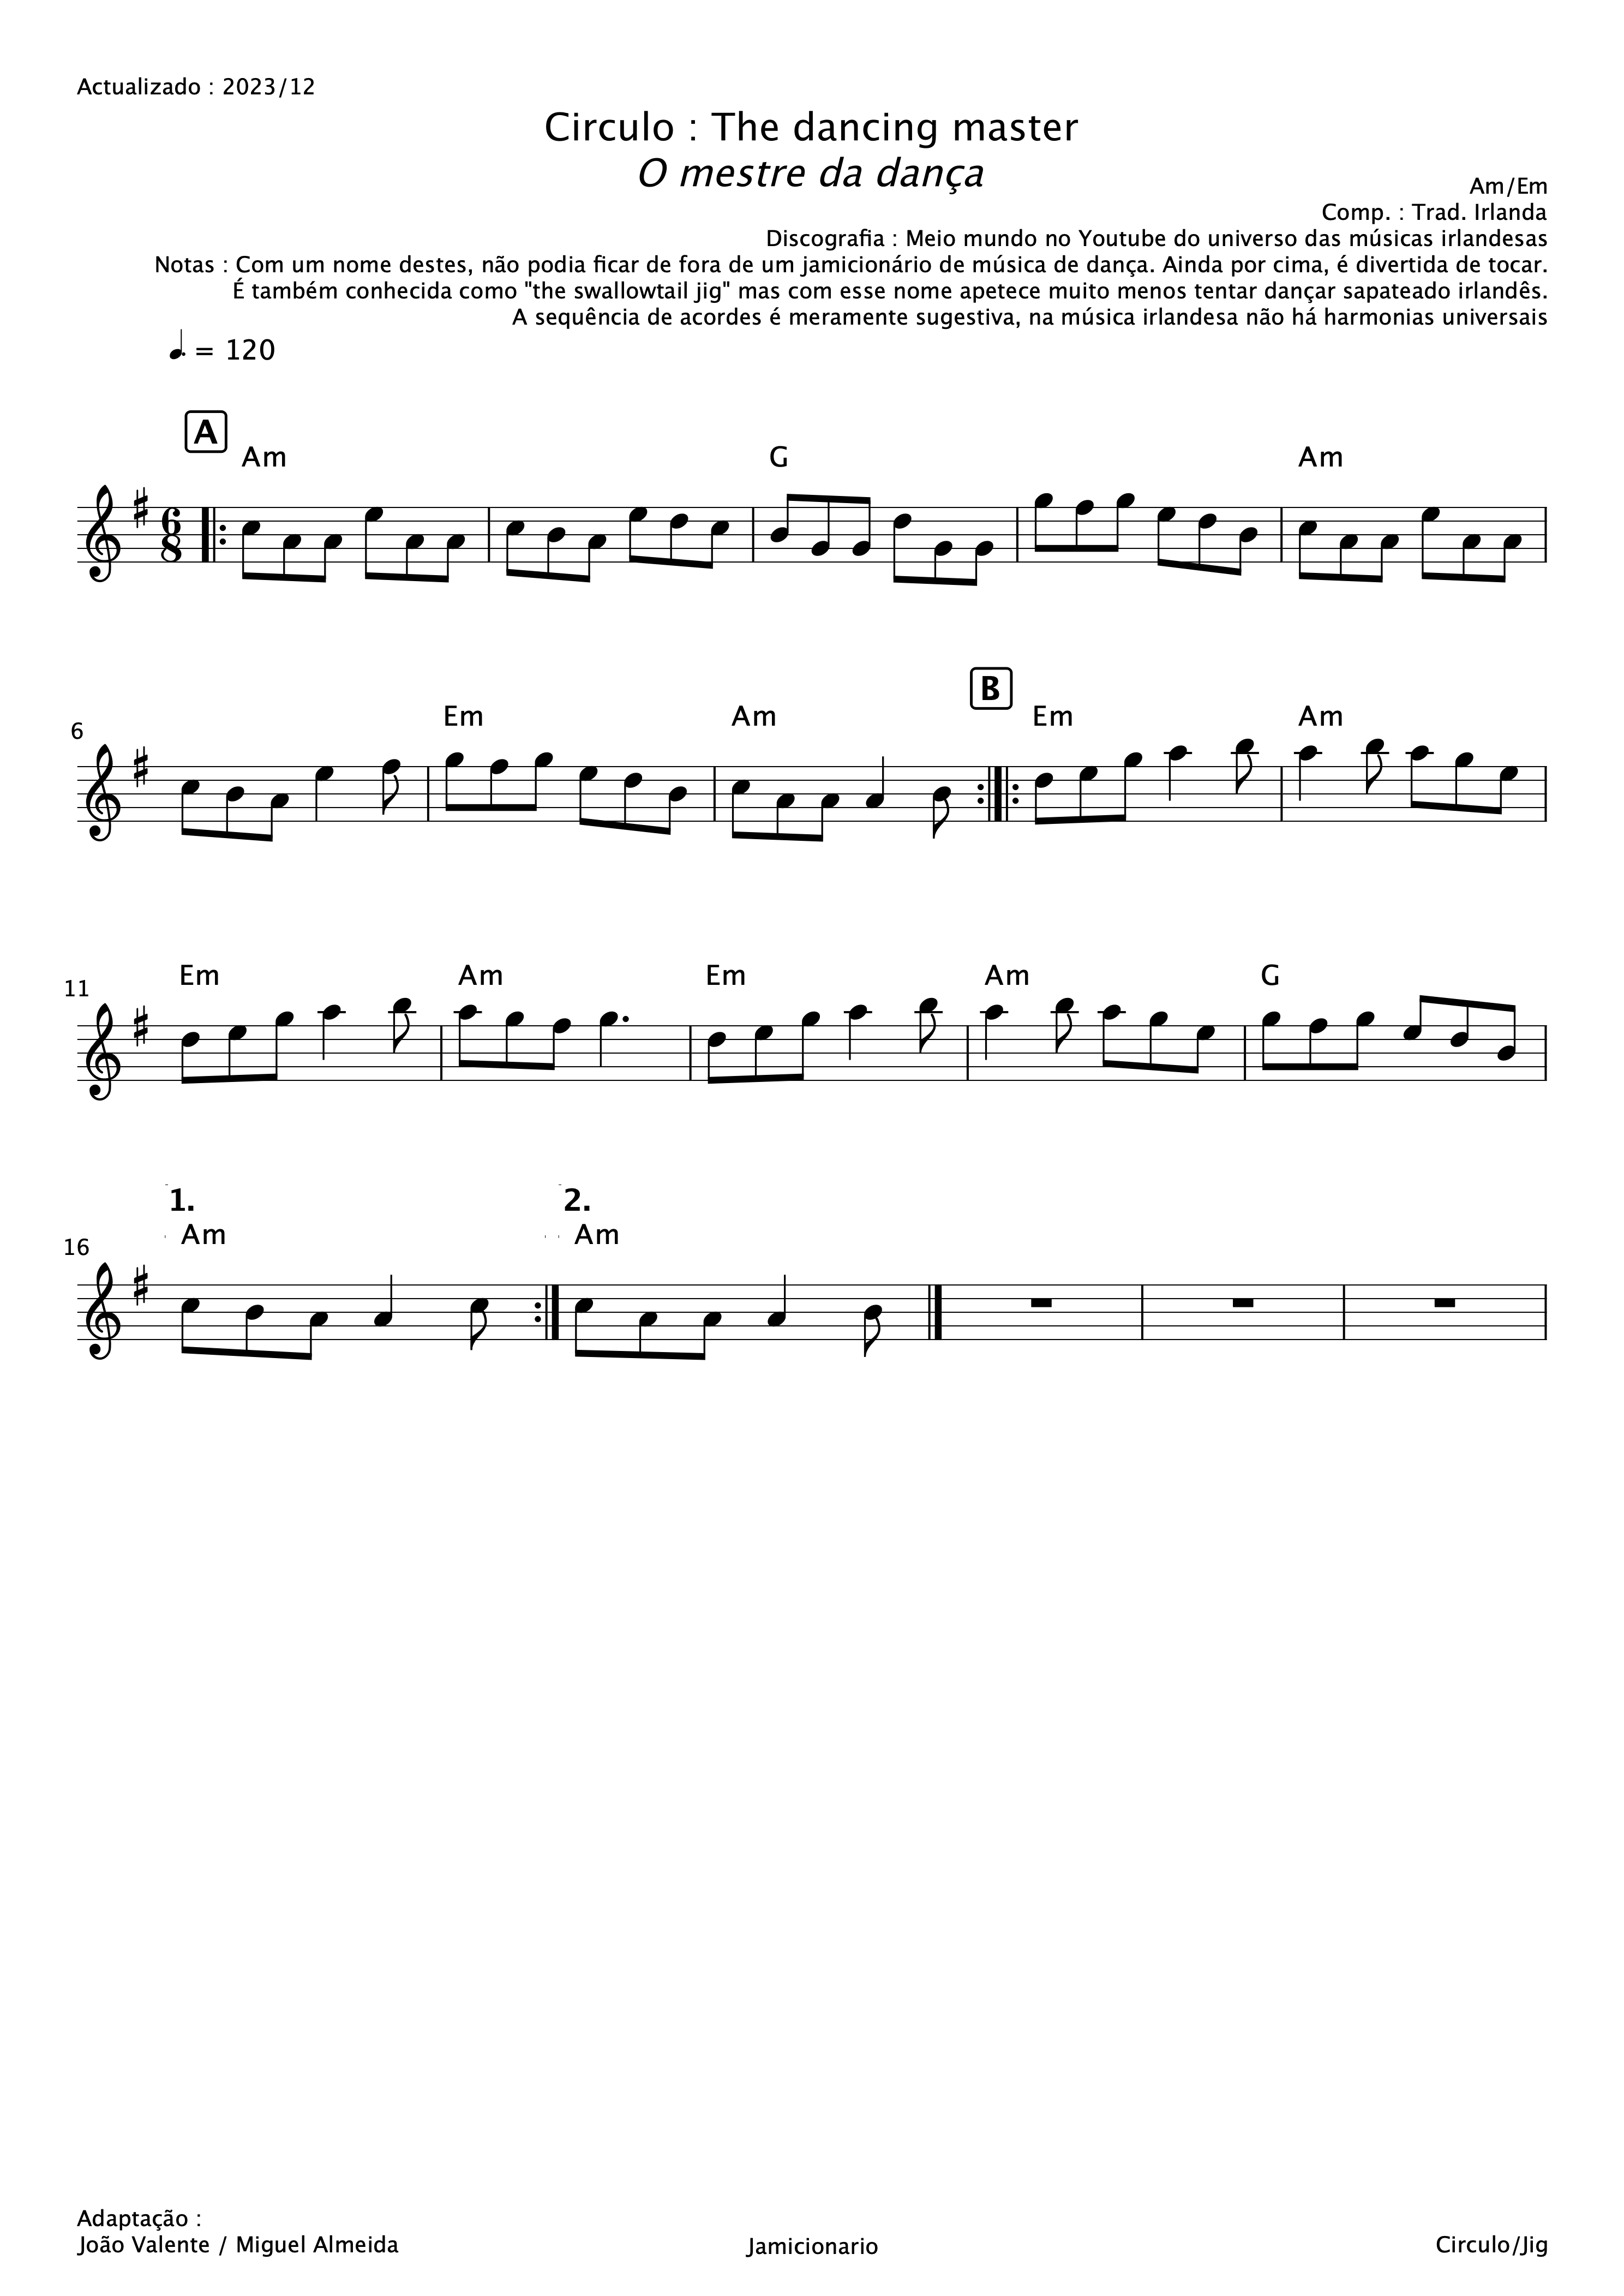 Actualizado : 2023/12
Circulo : The dancing master
O mestre da dança
Am/Em
Comp. : Trad. Irlanda
Discografia : Meio mundo no Youtube do universo das músicas irlandesas
Notas : Com um nome destes, não podia ficar de fora de um jamicionário de música de dança. Ainda por cima, é divertida de tocar.
É também conhecida como "the swallowtail jig" mas com esse nome apetece muito menos tentar dançar sapateado irlandês.
A sequência de acordes é meramente sugestiva, na música irlandesa não há harmonias universais
= 120
A
Am G Am
6
8
B
6 Em Am Em Am
11 Em Am Em Am G
1. 2.
16 Am Am
Adaptação :
João Valente / Miguel Almeida
Jamicionario
Circulo/Jig